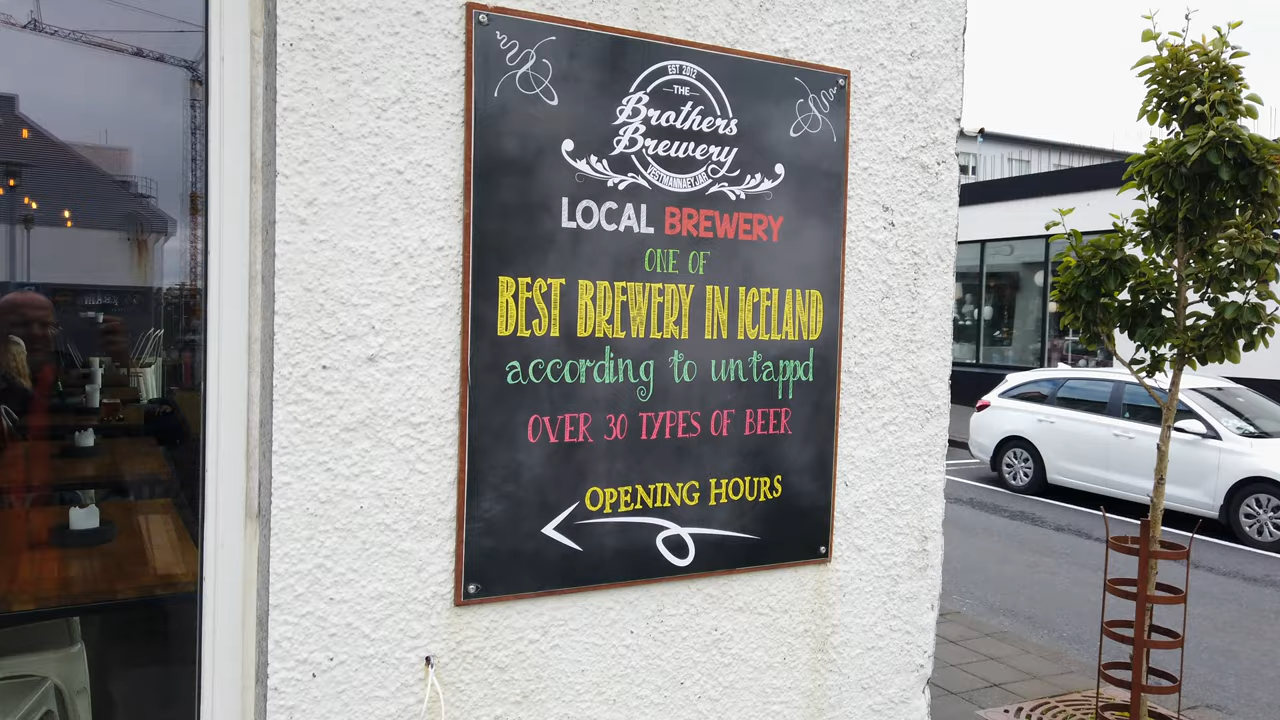 EST 2012
THE
Brothers
Brewery
VESTMANNAEYJAR
LOCAL BREWERY
ONE OF
BEST BREWERY IN ICELAND
according to untappd
OVER 30 TYPES OF BEER
OPENING HOURS